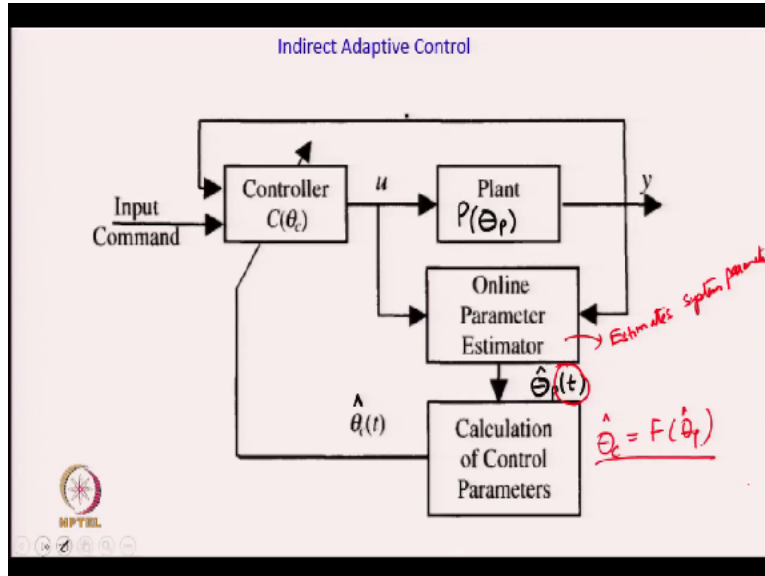 Indirect Adaptive Control
Controller
C(θc)
u
Plant
P(θp)
y
Input
Command
Online
Parameter
Estimator
Estimates system
θ̂p(t)
θ̂c(t)
Calculation
of Control
Parameters
θ̂c = F(θ̂p)
NPTEL